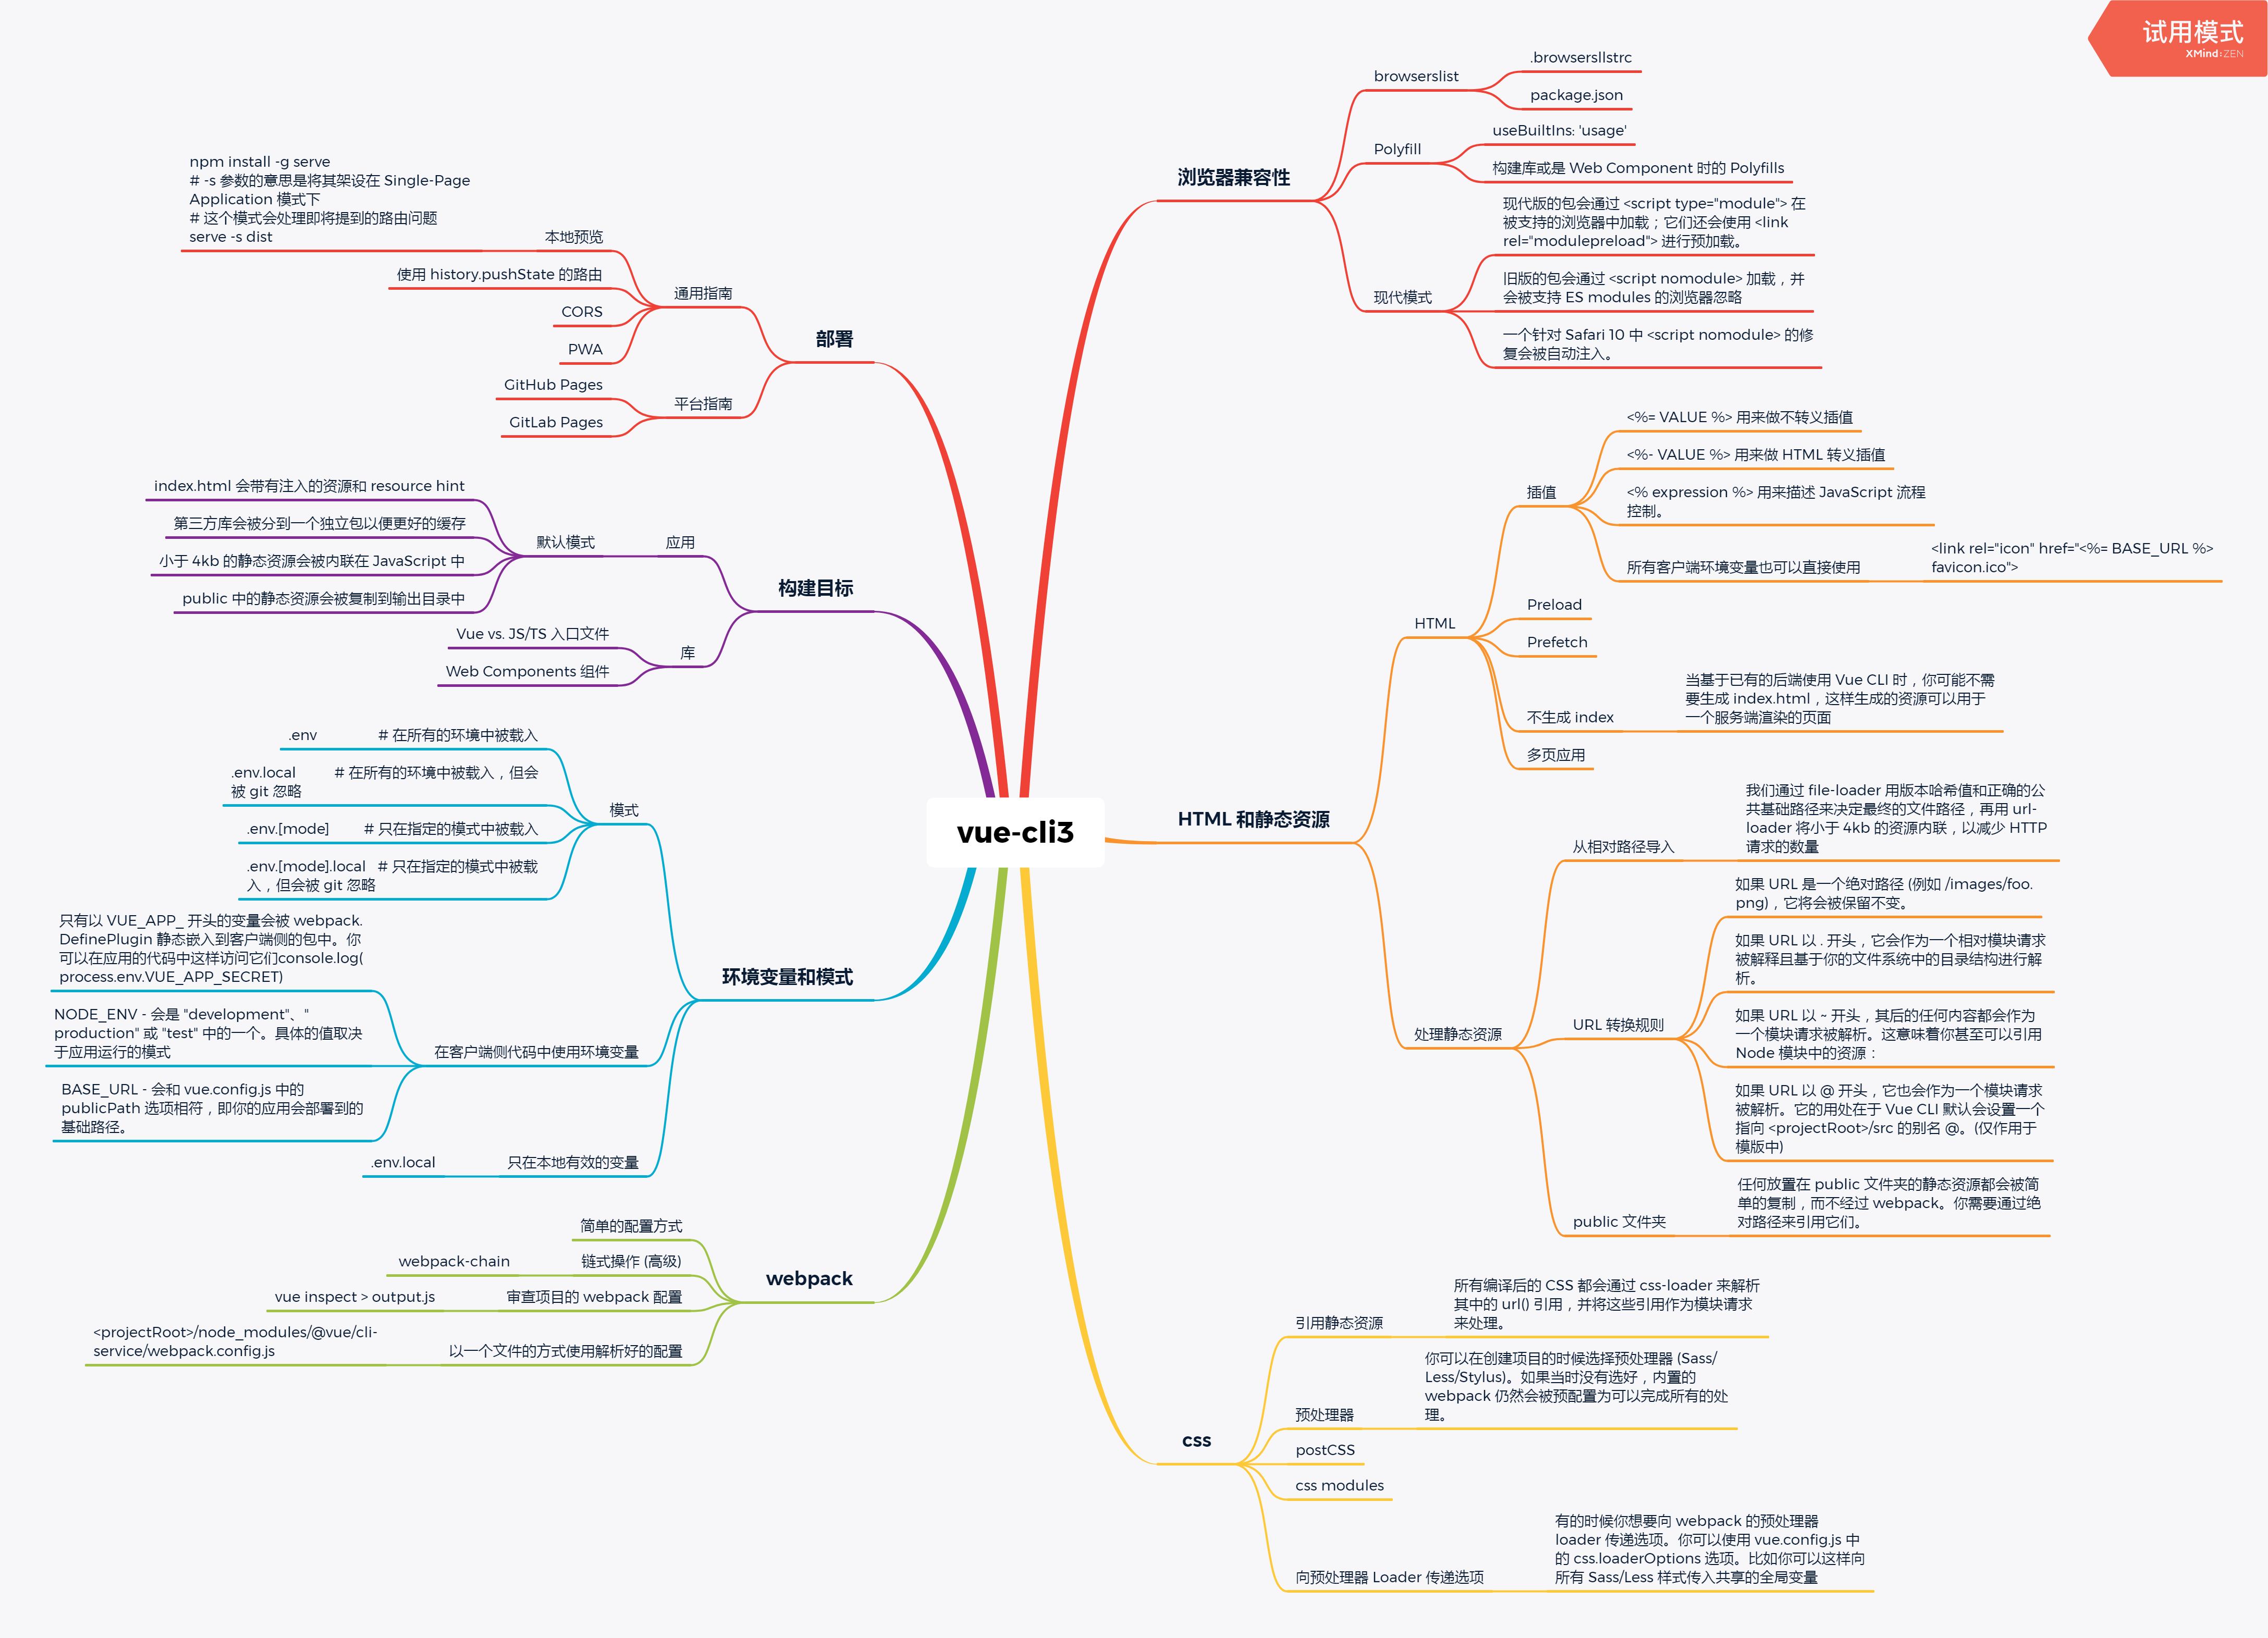 试用模式
XMind:ZEN
vue-cli3
浏览器兼容性
browserslist
.browsersllstrc
package.json
Polyfill
useBuiltIns: 'usage'
构建库或是 Web Component 时的 Polyfills
现代模式
现代版的包会通过 <script type="module"> 在
被支持的浏览器中加载；它们还会使用 <link
rel="modulepreload"> 进行预加载。
旧版的包会通过 <script nomodule> 加载，并
会被支持 ES modules 的浏览器忽略
一个针对 Safari 10 中 <script nomodule> 的修
复会被自动注入。
HTML 和静态资源
HTML
插值
<%= VALUE %> 用来做不转义插值
<%- VALUE %> 用来做 HTML 转义插值
<% expression %> 用来描述 JavaScript 流程
控制。
所有客户端环境变量也可以直接使用
<link rel="icon" href="<%= BASE_URL %>
favicon.ico">
Preload
Prefetch
不生成 index
当基于已有的后端使用 Vue CLI 时，你可能不需
要生成 index.html，这样生成的资源可以用于
一个服务端渲染的页面
多页应用
处理静态资源
从相对路径导入
我们通过 file-loader 用版本哈希值和正确的公
共基础路径来决定最终的文件路径，再用 url-
loader 将小于 4kb 的资源内联，以减少 HTTP
请求的数量
URL 转换规则
如果 URL 是一个绝对路径 (例如 /images/foo.
png)，它将会被保留不变。
如果 URL 以 . 开头，它会作为一个相对模块请求
被解释且基于你的文件系统中的目录结构进行解
析。
如果 URL 以 ~ 开头，其后的任何内容都会作为
一个模块请求被解析。这意味着你甚至可以引用
Node 模块中的资源：
如果 URL 以 @ 开头，它也会作为一个模块请求
被解析。它的用处在于 Vue CLI 默认会设置一个
指向 <projectRoot>/src 的别名 @。(仅作用于
模版中)
public 文件夹
任何放置在 public 文件夹的静态资源都会被简
单的复制，而不经过 webpack。你需要通过绝
对路径来引用它们。
css
引用静态资源
所有编译后的 CSS 都会通过 css-loader 来解析
其中的 url() 引用，并将这些引用作为模块请求
来处理。
预处理器
你可以在创建项目的时候选择预处理器 (Sass/
Less/Stylus)。如果当时没有选好，内置的
webpack 仍然会被预配置为可以完成所有的处
理。
postCSS
css modules
向预处理器 Loader 传递选项
有的时候你想要向 webpack 的预处理器
loader 传递选项。你可以使用 vue.config.js 中
的 css.loaderOptions 选项。比如你可以这样向
所有 Sass/Less 样式传入共享的全局变量
部署
通用指南
本地预览
npm install -g serve
# -s 参数的意思是将其架设在 Single-Page
Application 模式下
# 这个模式会处理即将提到的路由问题
serve -s dist
使用 history.pushState 的路由
CORS
PWA
平台指南
GitHub Pages
GitLab Pages
构建目标
应用
默认模式
index.html 会带有注入的资源和 resource hint
第三方库会被分到一个独立包以便更好的缓存
小于 4kb 的静态资源会被内联在 JavaScript 中
public 中的静态资源会被复制到输出目录中
库
Vue vs. JS/TS 入口文件
Web Components 组件
环境变量和模式
模式
.env # 在所有的环境中被载入
.env.local # 在所有的环境中被载入，但会
被 git 忽略
.env.[mode] # 只在指定的模式中被载入
.env.[mode].local # 只在指定的模式中被载
入，但会被 git 忽略
在客户端侧代码中使用环境变量
只有以 VUE_APP_ 开头的变量会被 webpack.
DefinePlugin 静态嵌入到客户端侧的包中。你
可以在应用的代码中这样访问它们console.log(
process.env.VUE_APP_SECRET)
NODE_ENV - 会是 "development"、"
production" 或 "test" 中的一个。具体的值取决
于应用运行的模式
BASE_URL - 会和 vue.config.js 中的
publicPath 选项相符，即你的应用会部署到的
基础路径。
只在本地有效的变量
.env.local
webpack
简单的配置方式
链式操作 (高级)
webpack-chain
审查项目的 webpack 配置
vue inspect > output.js
以一个文件的方式使用解析好的配置
<projectRoot>/node_modules/@vue/cli-
service/webpack.config.js